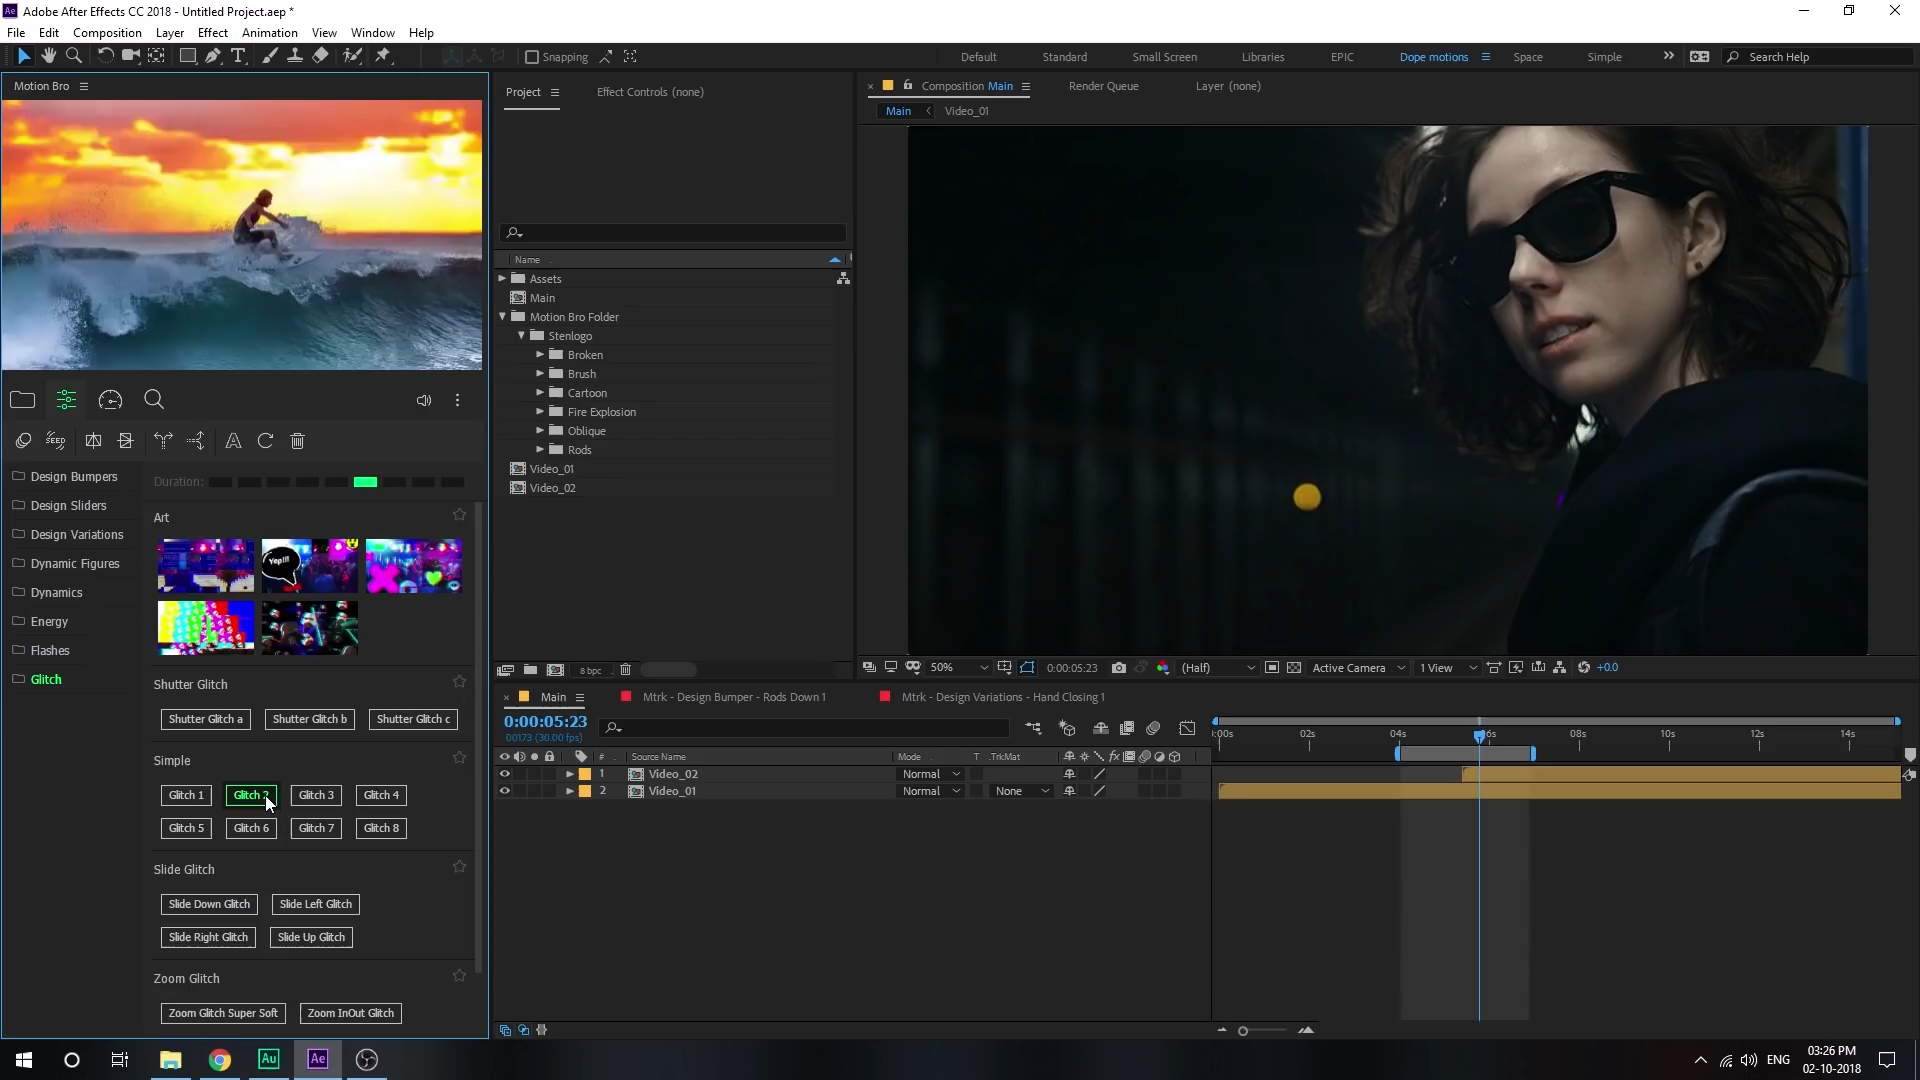 Adobe After Effects CC 2018 - Untitled Project.aep *
File Edit Composition Layer Effect Animation View Window Help
Snapping
Default Standard Small Screen Libraries EPIC Dope motions Space Simple
Search Help
Motion Bro
SEED
Design Bumpers
Design Sliders
Design Variations
Dynamic Figures
Dynamics
Energy
Flashes
Glitch
Duration:
Art
Yep!!!
Shutter Glitch
Shutter Glitch a Shutter Glitch b Shutter Glitch c
Simple
Glitch 1 Glitch 2 Glitch 3 Glitch 4
Glitch 5 Glitch 6 Glitch 7 Glitch 8
Slide Glitch
Slide Down Glitch Slide Left Glitch
Slide Right Glitch Slide Up Glitch
Zoom Glitch
Zoom Glitch Super Soft Zoom InOut Glitch
Project Effect Controls (none)
Name
Assets
Main
Motion Bro Folder
Stenlogo
Broken
Brush
Cartoon
Fire Explosion
Oblique
Rods
Video_01
Video_02
8 bpc
Composition Main Render Queue Layer (none)
Main Video_01
50% 0:00:05:23 (Half) Active Camera 1 View +0.0
Main Mtrk - Design Bumper - Rods Down 1 Mtrk - Design Variations - Hand Closing 1
0:00:05:23
00173 (30.00 fps)
# Source Name Mode T .TrkMat
1 Video_02 Normal
2 Video_01 Normal None
02s 04s 08s 10s 12s 14s
Au Ae
ENG
03:26 PM
02-10-2018